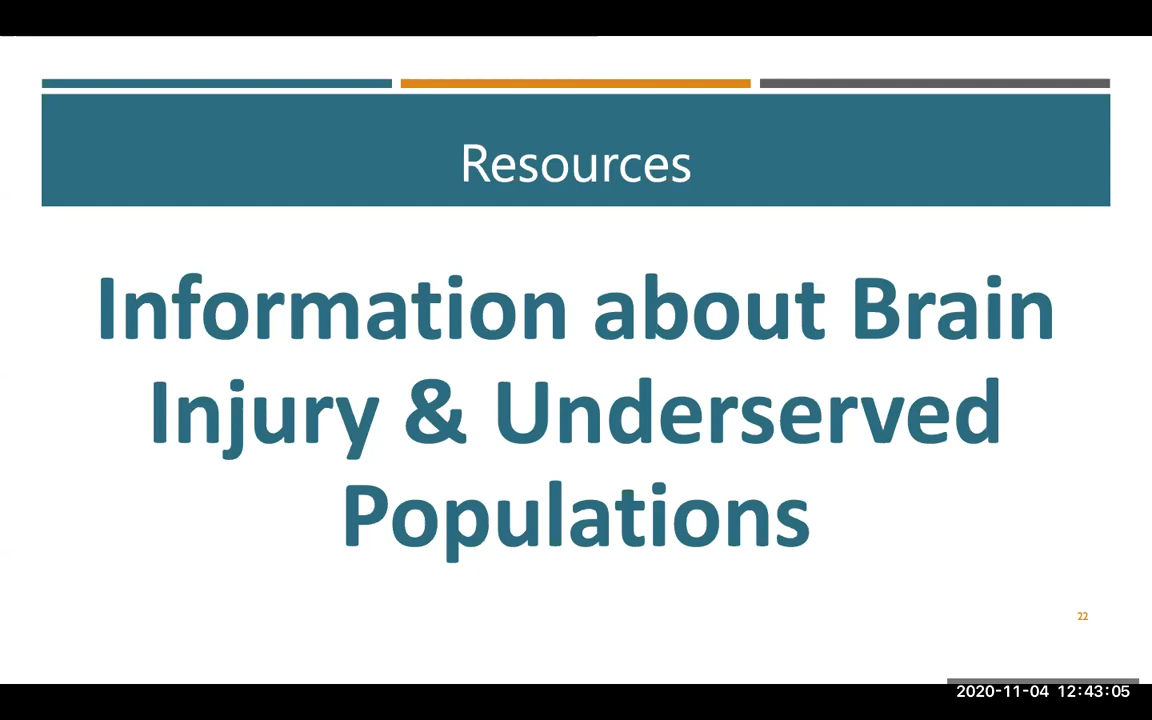 Resources
Information about Brain
Injury & Underserved
Populations
22
2020-11-04 12:43:05